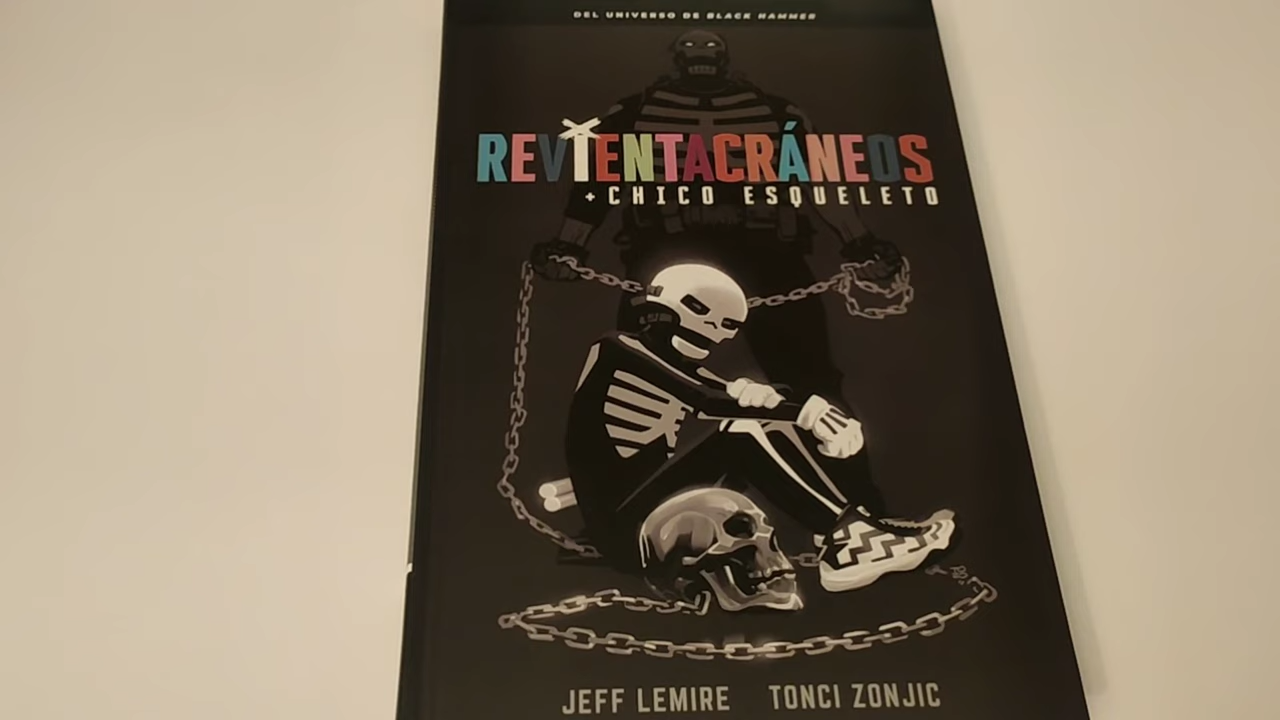 DEL UNIVERSO DE BLACK HAMMER
REVIENTACRÁNEOS
+ CHICO ESQUELETO
JEFF LEMIRE TONCI ZONJIC